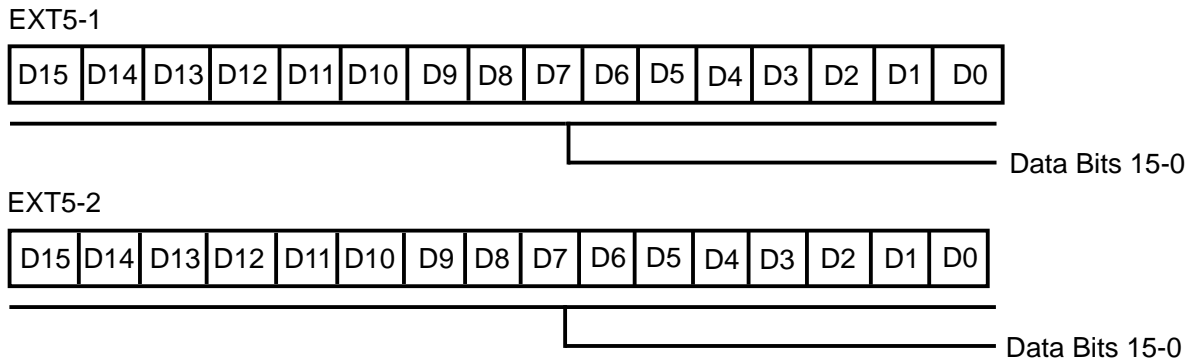 EXT5-1
D15 D14 D13 D12 D11 D10 D9 D8 D7 D6 D5 D4 D3 D2 D1 D0
Data Bits 15-0
EXT5-2
D15 D14 D13 D12 D11 D10 D9 D8 D7 D6 D5 D4 D3 D2 D1 D0
Data Bits 15-0